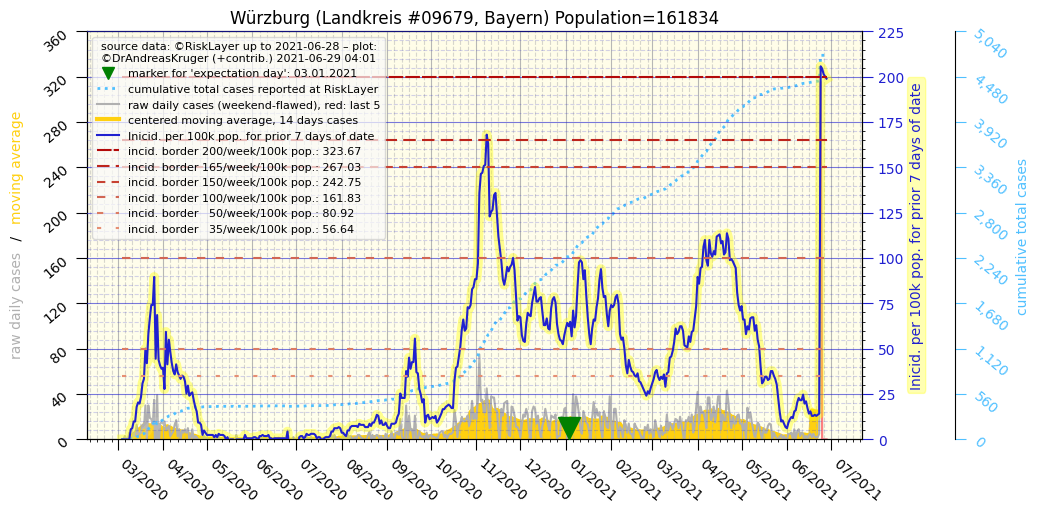 Würzburg (Landkreis #09679, Bayern) Population=161834
source data: ©RiskLayer up to 2021-06-28 – plot:
©DrAndreasKruger (+contrib.) 2021-06-29 04:01
marker for 'expectation day': 03.01.2021
cumulative total cases reported at RiskLayer
raw daily cases (weekend-flawed), red: last 5
centered moving average, 14 days cases
Inicid. per 100k pop. for prior 7 days of date
incid. border 200/week/100k pop.: 323.67
incid. border 165/week/100k pop.: 267.03
incid. border 150/week/100k pop.: 242.75
incid. border 100/week/100k pop.: 161.83
incid. border 50/week/100k pop.: 80.92
incid. border 35/week/100k pop.: 56.64
raw daily cases / moving average
360
320
280
240
200
160
120
80
40
0
225
200
175
150
125
100
75
50
25
0
Inicid. per 100k pop. for prior 7 days of date
5,040
4,480
3,920
3,360
2,800
2,240
1,680
1,120
560
0
cumulative total cases
03/2020
04/2020
05/2020
06/2020
07/2020
08/2020
09/2020
10/2020
11/2020
12/2020
01/2021
02/2021
03/2021
04/2021
05/2021
06/2021
07/2021